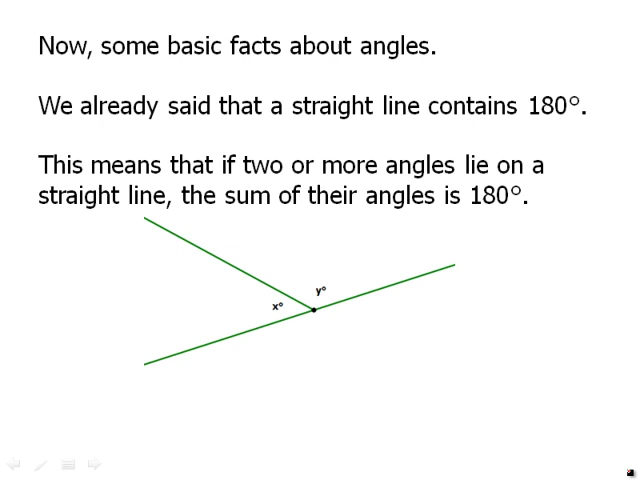 Now, some basic facts about angles.
We already said that a straight line contains 180°.
This means that if two or more angles lie on a
straight line, the sum of their angles is 180°.
y°
x°